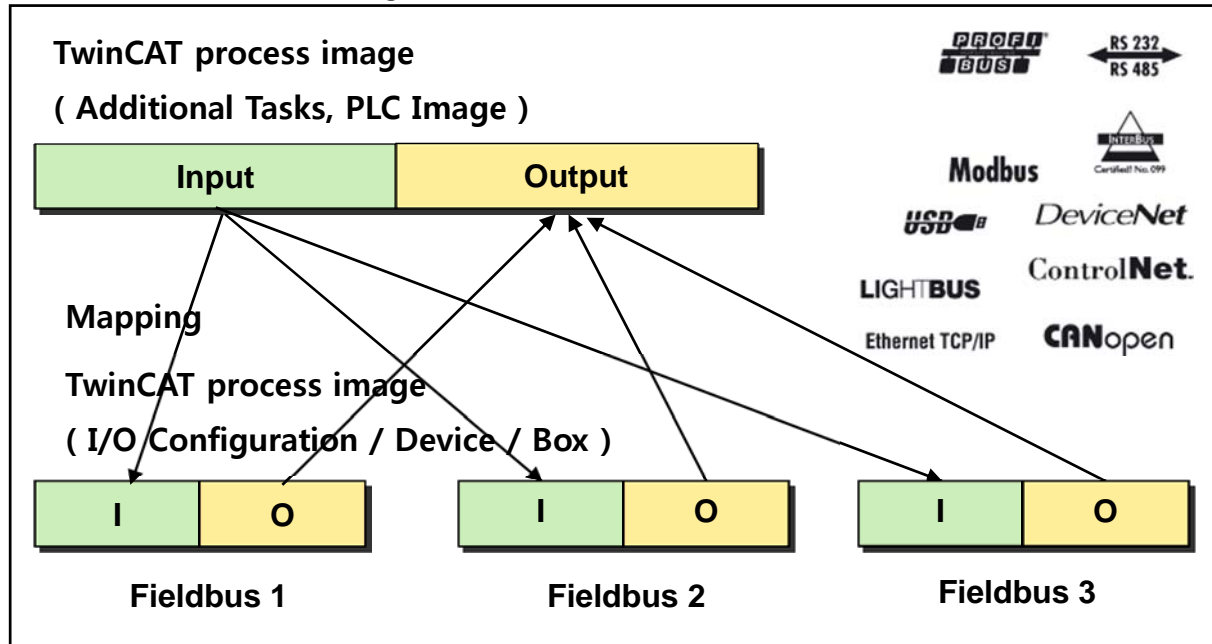 TwinCAT process image
( Additional Tasks, PLC Image )
Input
Output
PROFI
BUS
RS 232
RS 485
INTERBUS
Certified! No. 099
Modbus
USB
DeviceNet
ControlNet.
LIGHTBUS
Ethernet TCP/IP
CANopen
Mapping
TwinCAT process image
( I/O Configuration / Device / Box )
I
O
I
O
I
O
Fieldbus 1
Fieldbus 2
Fieldbus 3